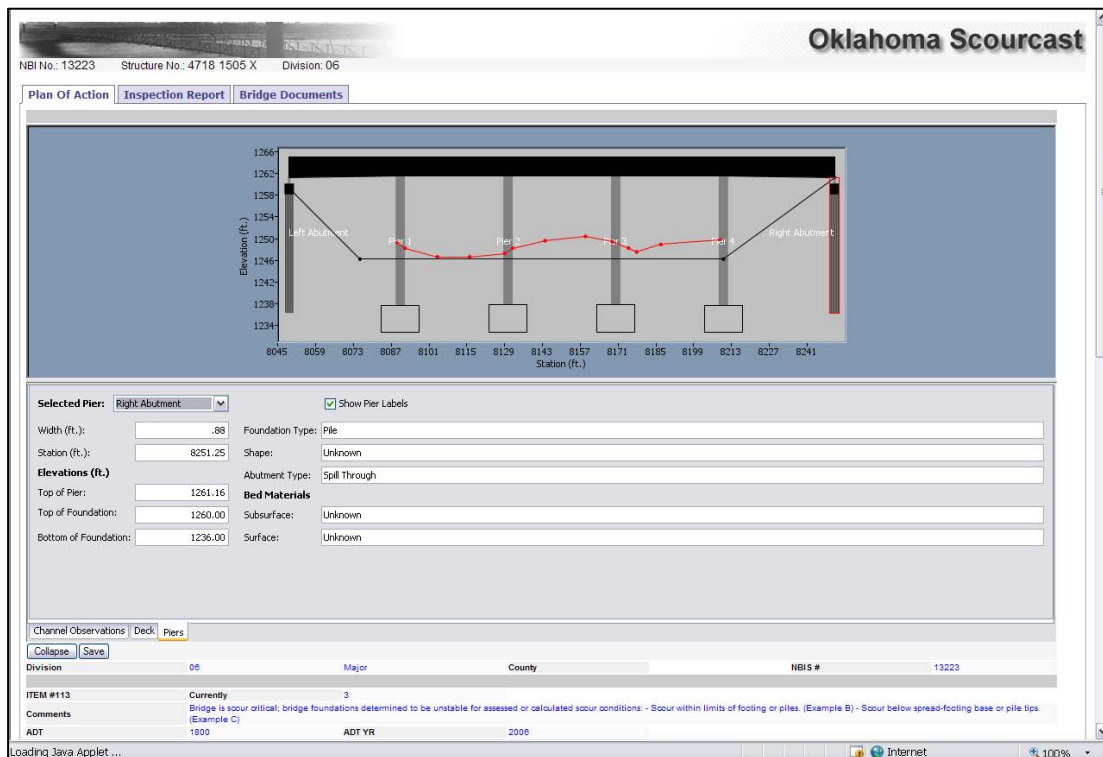 Oklahoma Scourcast
NBI No.: 13223 Structure No.: 4718 1505 X Division: 06
Plan Of Action Inspection Report Bridge Documents
1266
1262
1258
1254
1250
1246
1242
1238
1234
Elevation (ft.)
Left Abutment Pier 1 Pier 2 Pier 3 Pier 4 Right Abutment
8045 8059 8073 8087 8101 8115 8129 8143 8157 8171 8185 8199 8213 8227 8241
Station (ft.)
Selected Pier: Right Abutment Show Pier Labels
Width (ft.): .88 Foundation Type: Pile
Station (ft.): 8251.25 Shape: Unknown
Elevations (ft.) Abutment Type: Spill Through
Top of Pier: 1261.16 Bed Materials
Top of Foundation: 1260.00 Subsurface: Unknown
Bottom of Foundation: 1236.00 Surface: Unknown
Channel Observations Deck Piers
Collapse Save
Division 06 Major County NBIS # 13223
ITEM #113 Currently 3
Comments Bridge is scour critical; bridge foundations determined to be unstable for assessed or calculated scour conditions: - Scour within limits of footing or piles. (Example B) - Scour below spread-footing base or pile tips.
(Example C)
ADT 1800 ADT YR 2006
Loading Java Applet ... Internet 100%